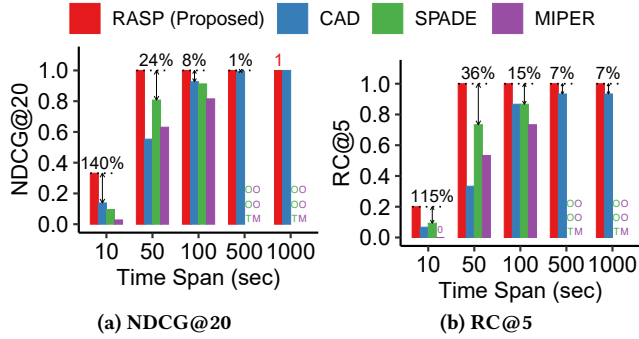 RASP (Proposed) CAD SPADE MIPER
NDCG@20
1.0
0.8
0.6
0.4
0.2
0.0
140% 24% 8% 1% 1
OO OO
OO OO
TM TM
10 50 100 500 1000
Time Span (sec)
(a) NDCG@20
RC@5
1.0
0.8
0.6
0.4
0.2
0.0
115% 36% 15% 7% 7%
0
OO OO
OO OO
TM TM
10 50 100 500 1000
Time Span (sec)
(b) RC@5